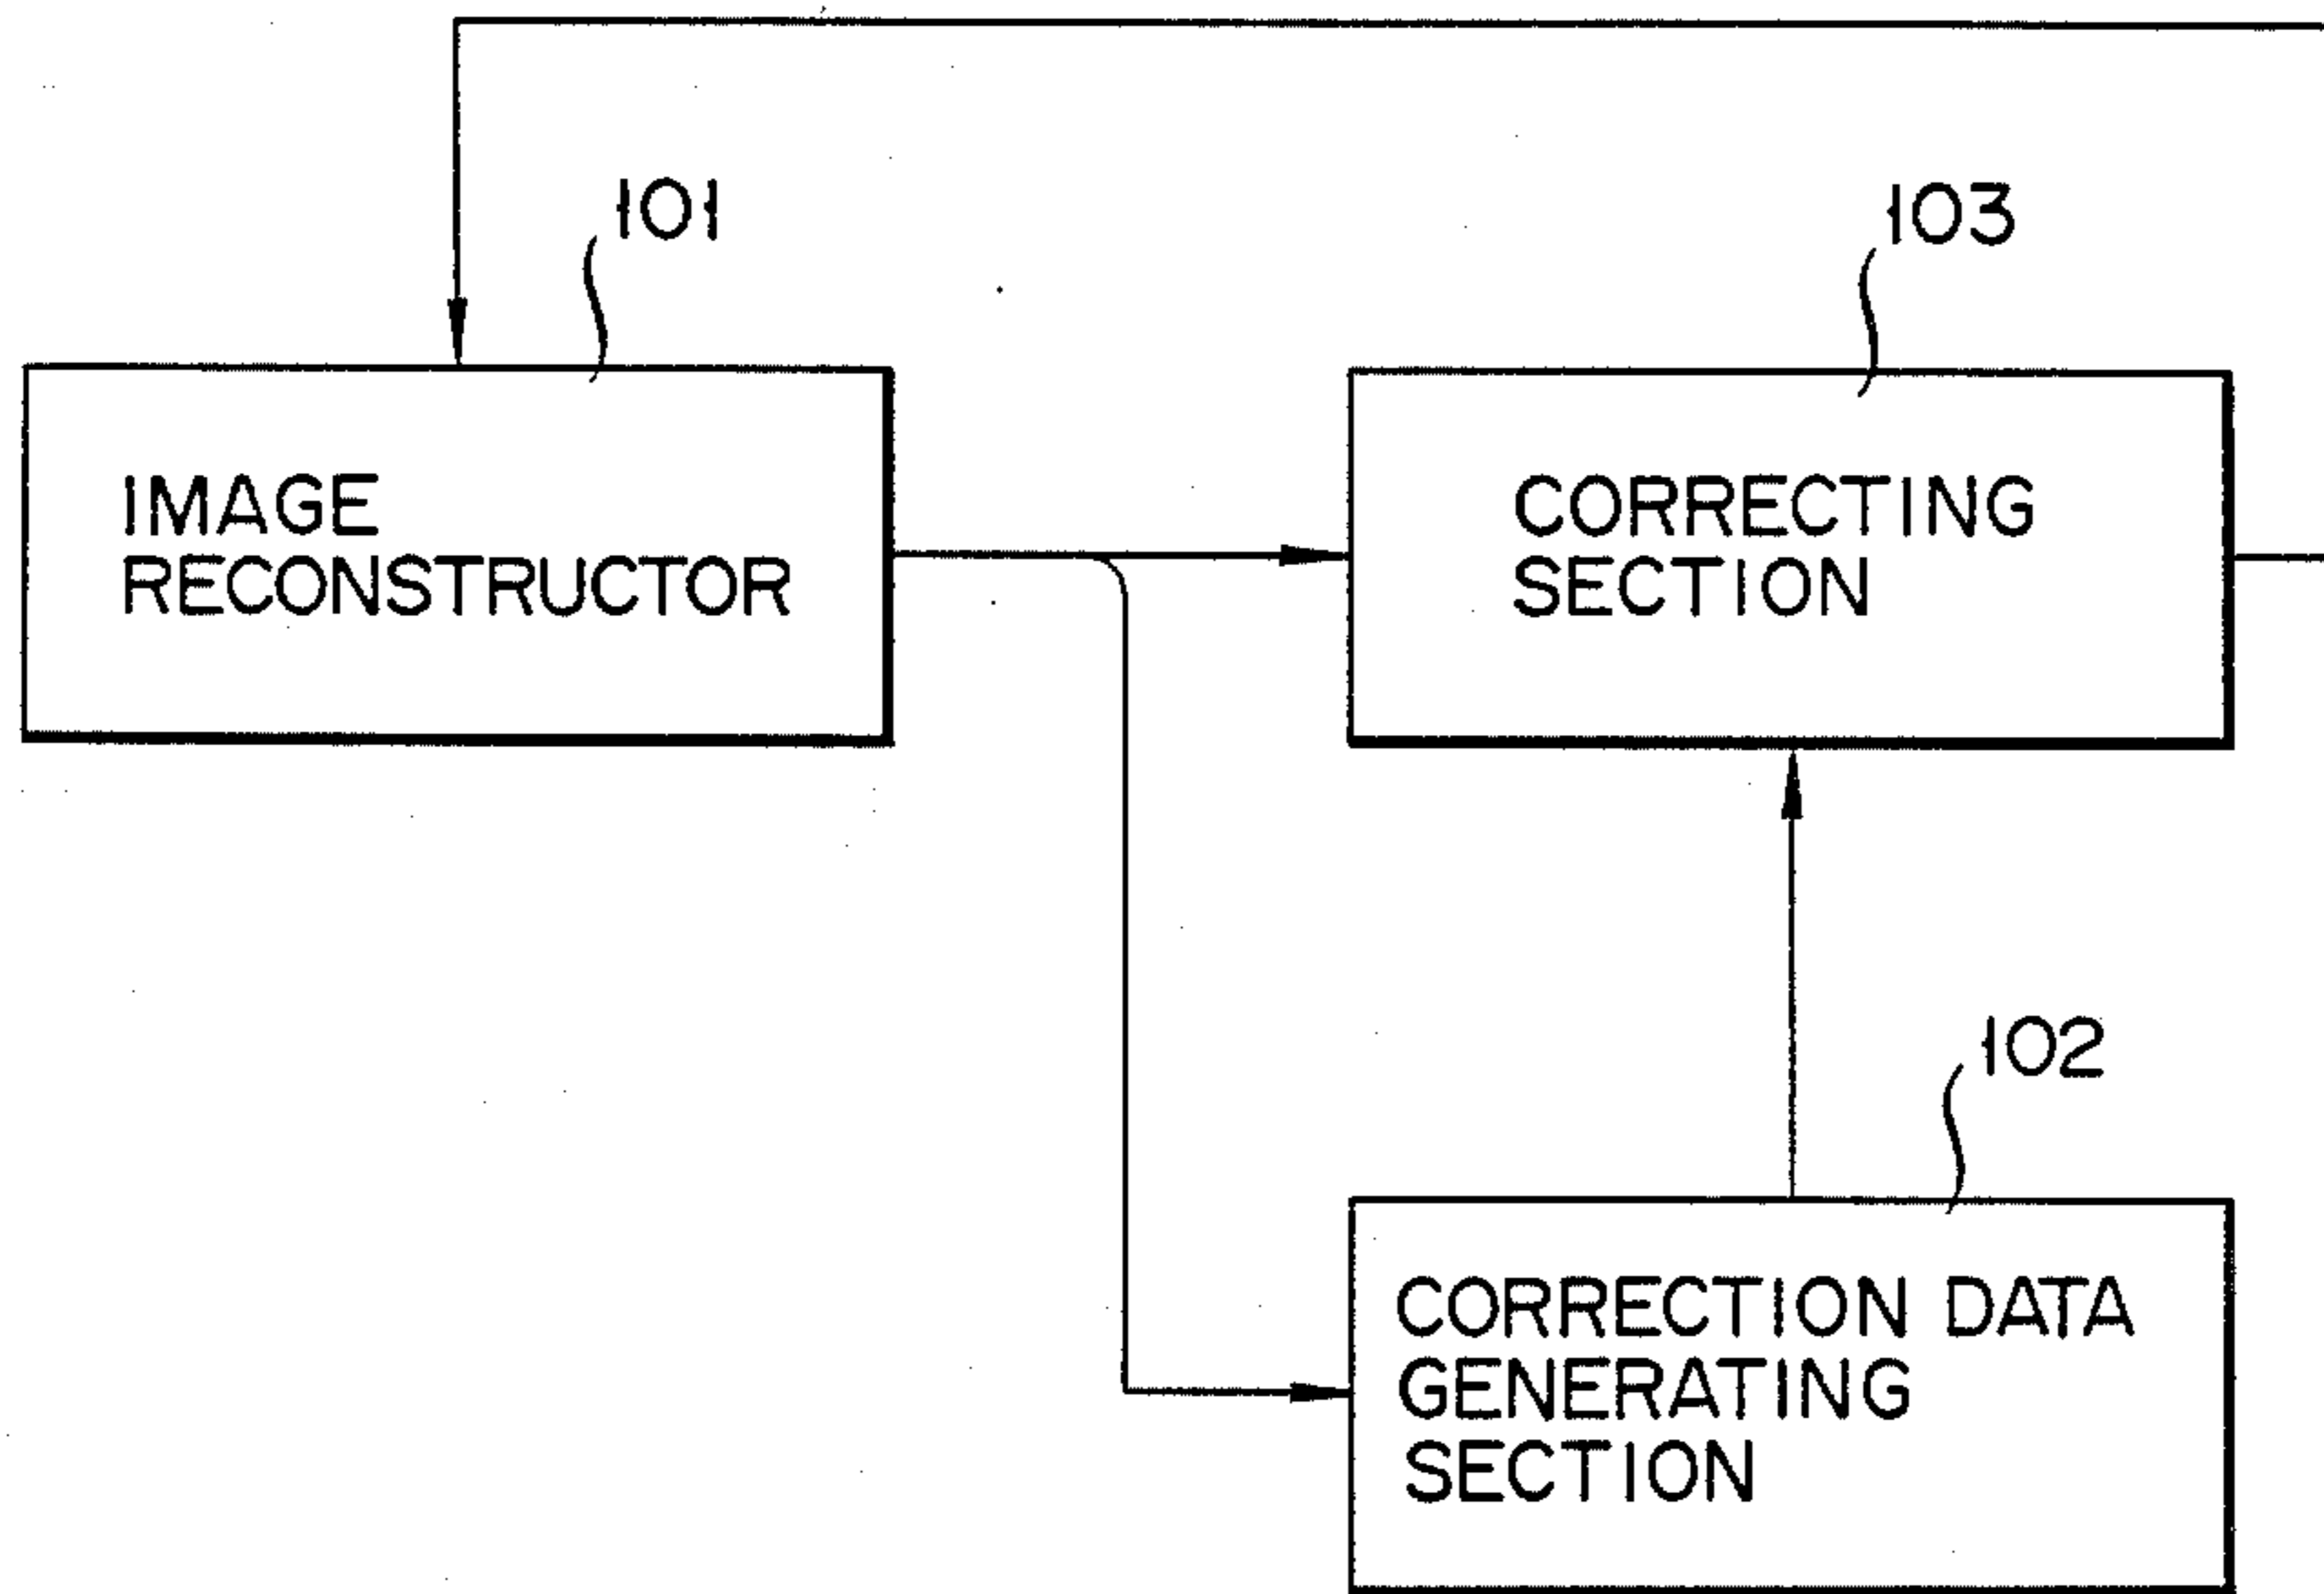 101
103
IMAGE
RECONSTRUCTOR
CORRECTING
SECTION
102
CORRECTION DATA
GENERATING
SECTION